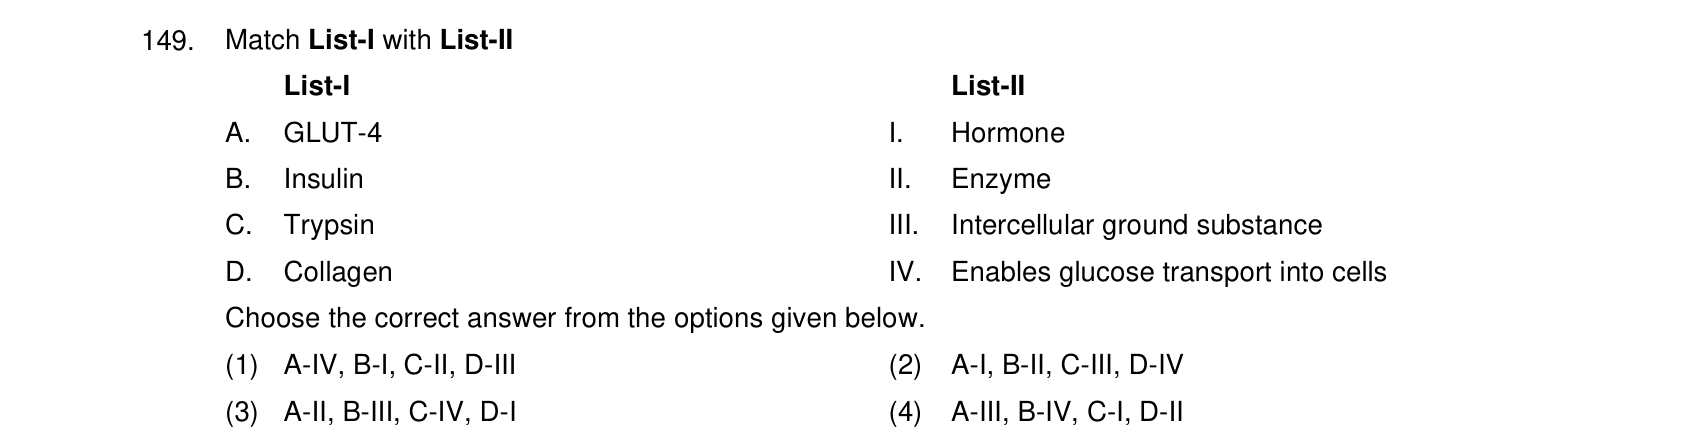 149. Match List-I with List-II
List-I List-II
A. GLUT-4 I. Hormone
B. Insulin II. Enzyme
C. Trypsin III. Intercellular ground substance
D. Collagen IV. Enables glucose transport into cells
Choose the correct answer from the options given below.
(1) A-IV, B-I, C-II, D-III (2) A-I, B-II, C-III, D-IV
(3) A-II, B-III, C-IV, D-I (4) A-III, B-IV, C-I, D-II